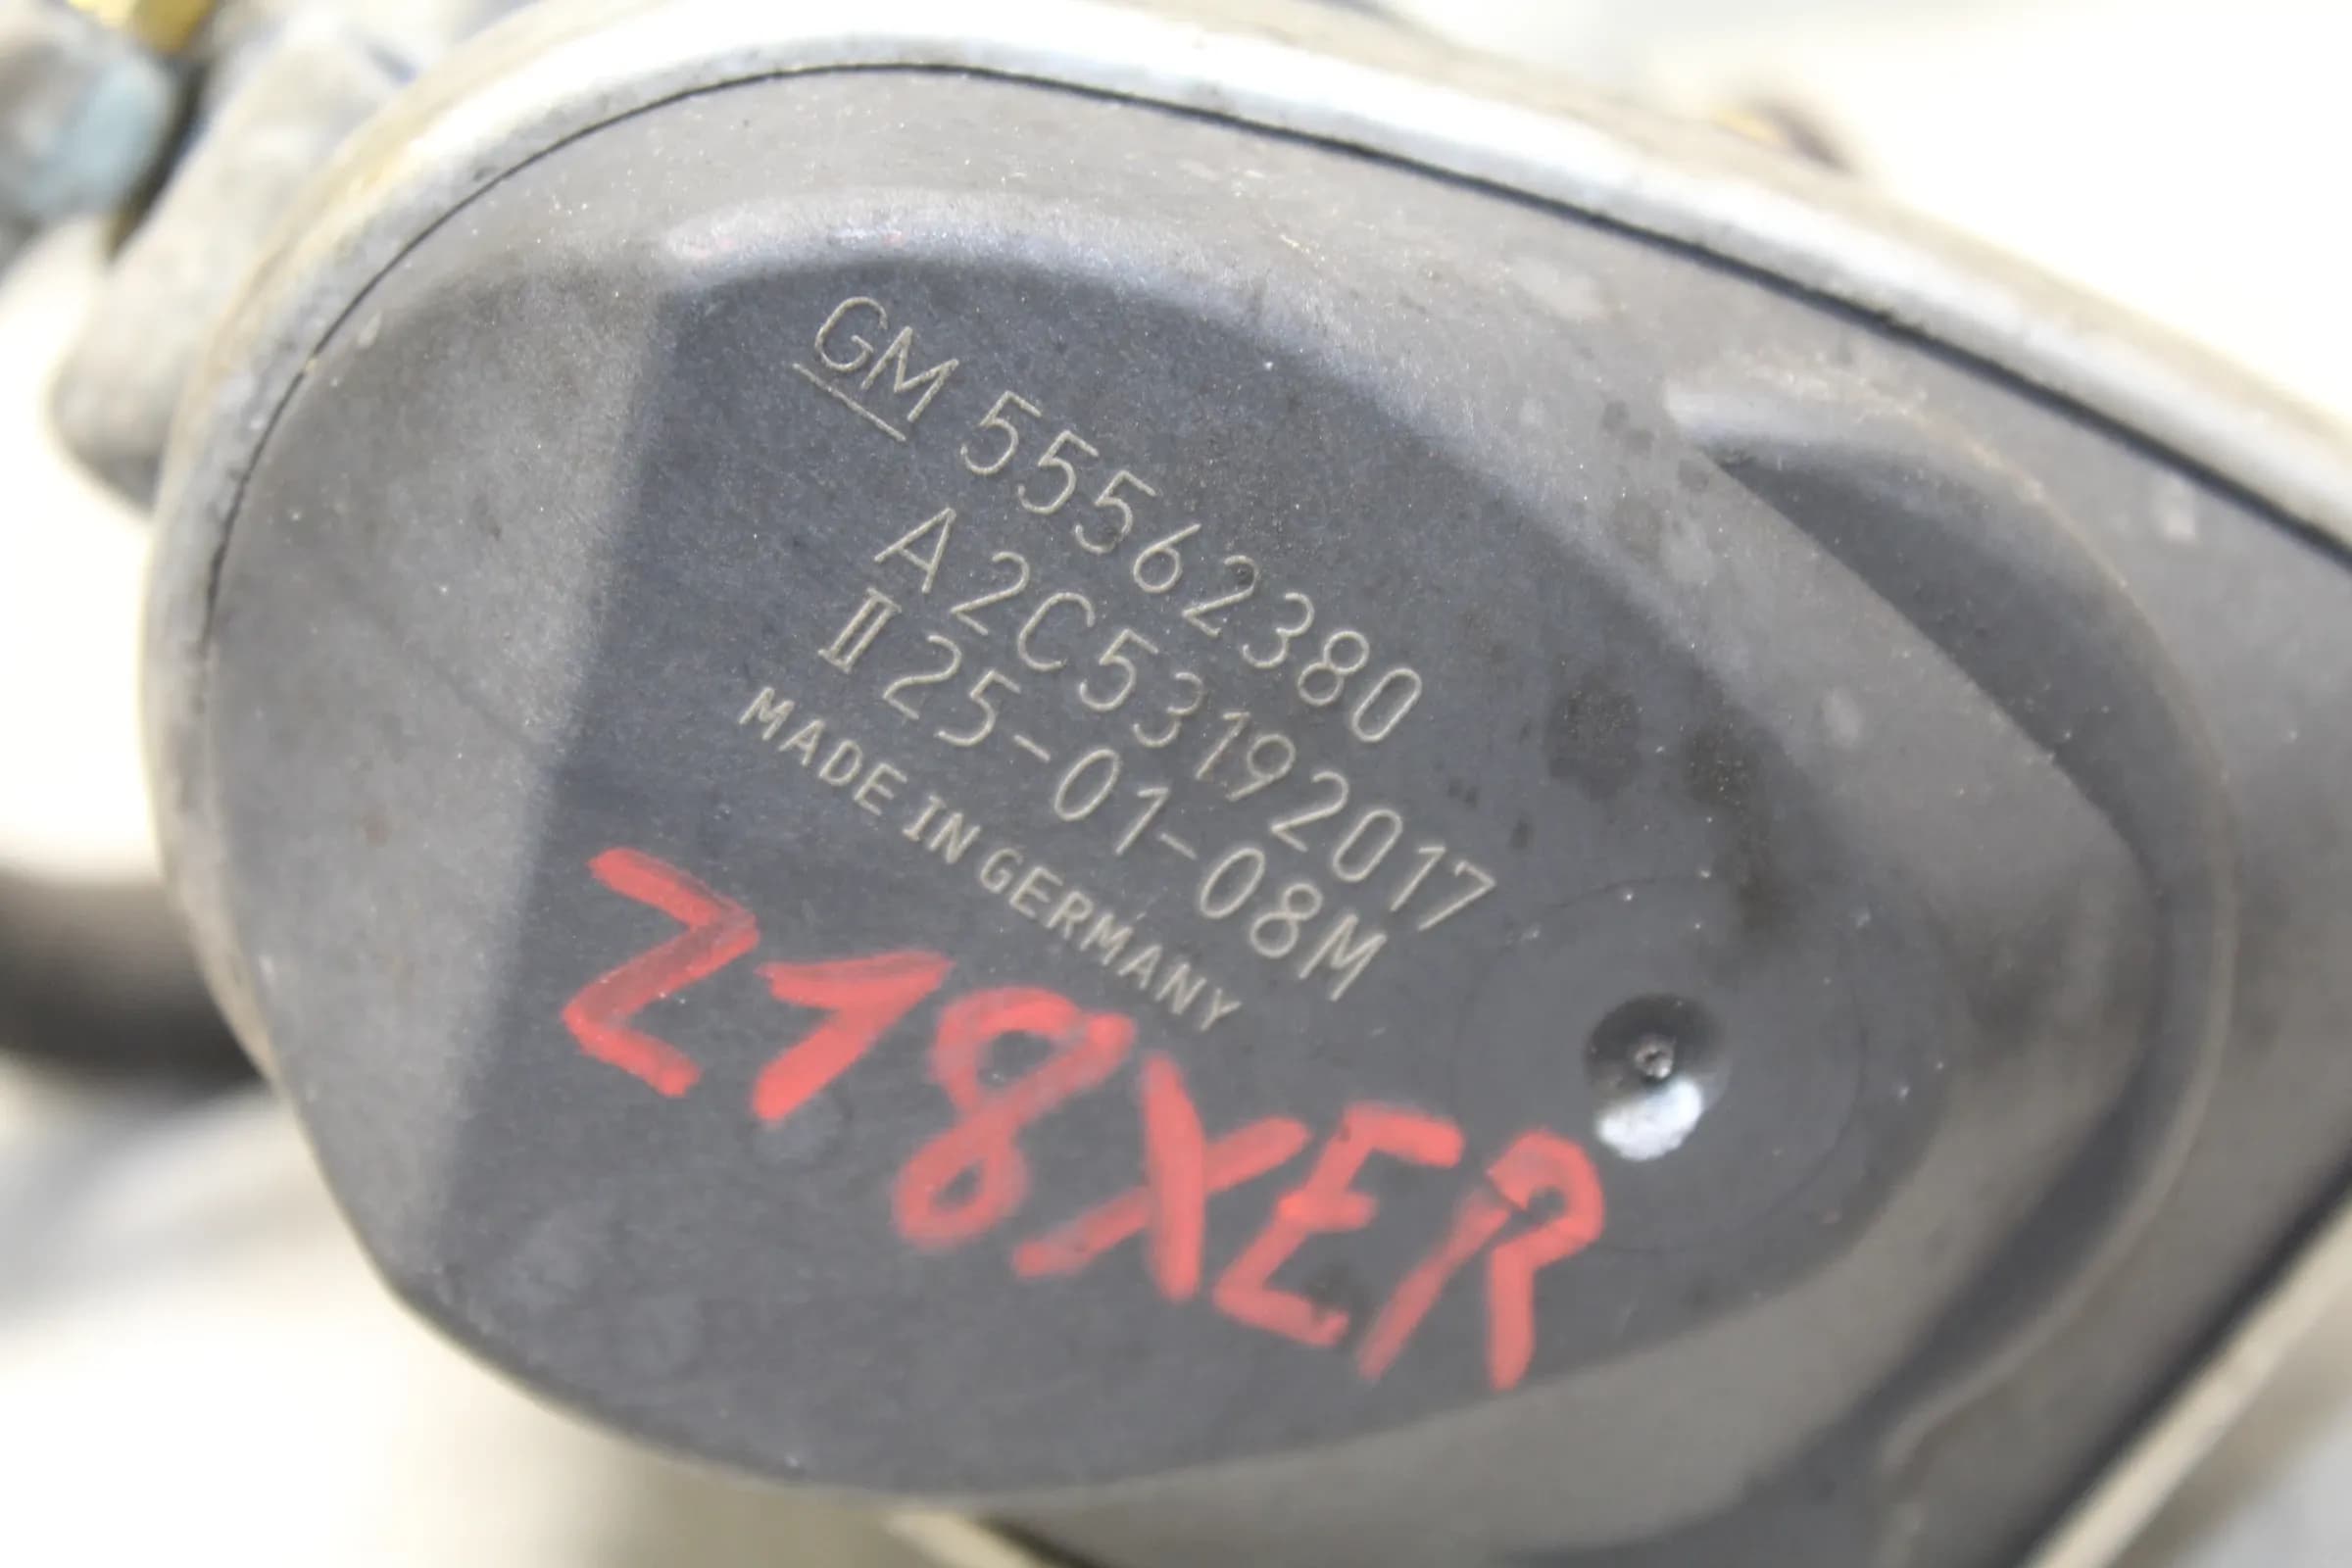 GM 55562380
A2C53192017
II 25-01-08M
MADE IN GERMANY
Z18XER